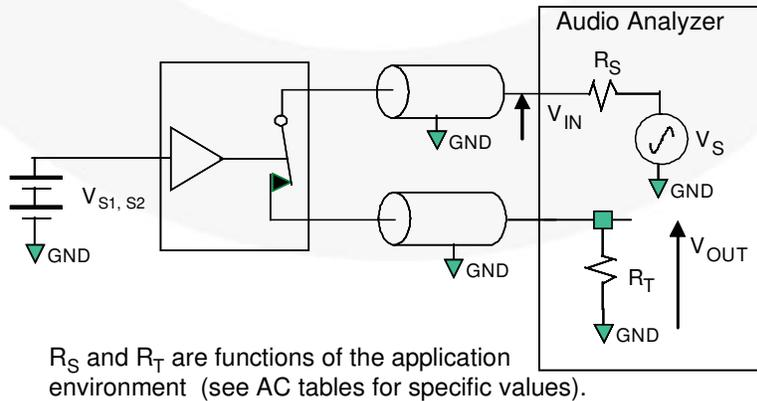 Audio Analyzer
R_S
V_IN
GND
V_S
GND
V_S1, S2
GND
GND
V_OUT
R_T
GND
R_S and R_T are functions of the application
environment (see AC tables for specific values).